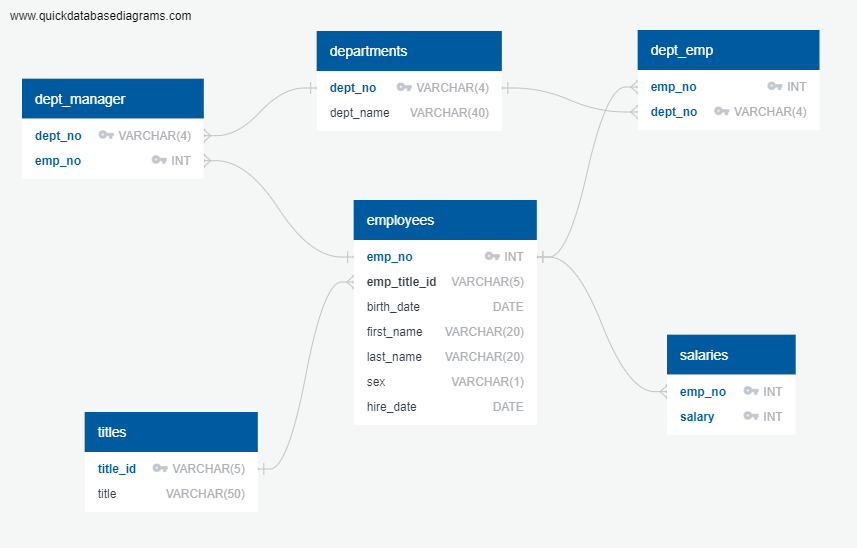 www.quickdatabasediagrams.com
dept_manager
dept_no VARCHAR(4)
emp_no INT
departments
dept_no VARCHAR(4)
dept_name VARCHAR(40)
dept_emp
emp_no INT
dept_no VARCHAR(4)
employees
emp_no INT
emp_title_id VARCHAR(5)
birth_date DATE
first_name VARCHAR(20)
last_name VARCHAR(20)
sex VARCHAR(1)
hire_date DATE
salaries
emp_no INT
salary INT
titles
title_id VARCHAR(5)
title VARCHAR(50)